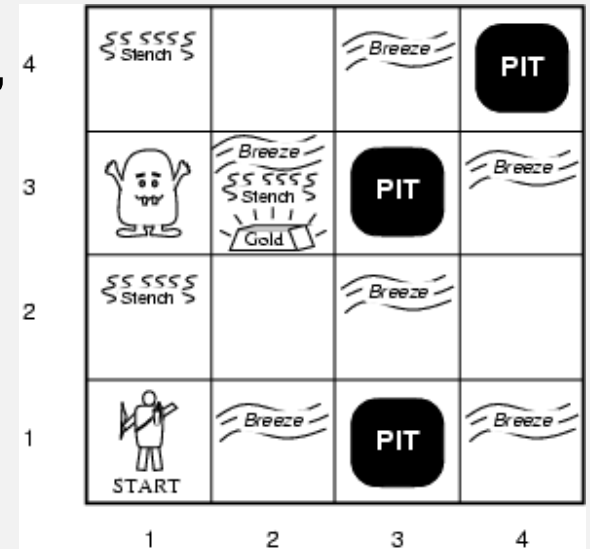 4
Stench
Breeze
PIT
3
Breeze
Stench
Gold
PIT
Breeze
2
Stench
Breeze
1
START
Breeze
PIT
Breeze
1 2 3 4